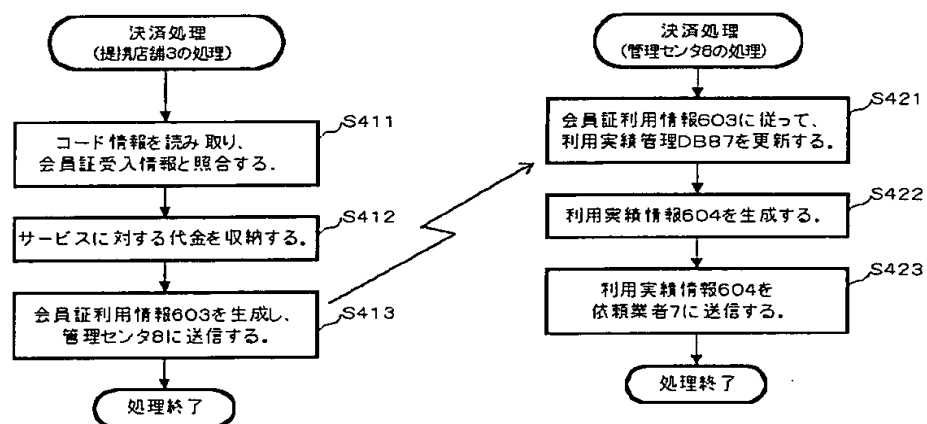 決済処理
(提携店舗3の処理)
コード情報を読み取り、
会員証受入情報と照合する.
S411
サービスに対する代金を収納する。
S412
会員証利用情報603を生成し、
管理センタ8に送信する。
S413
処理終了
決済処理
(管理センタ8の処理)
会員証利用情報603に従って、
利用実績管理DB87を更新する。
S421
利用実績情報604を生成する。
S422
利用実績情報604を
依頼業者7に送信する。
S423
処理終了